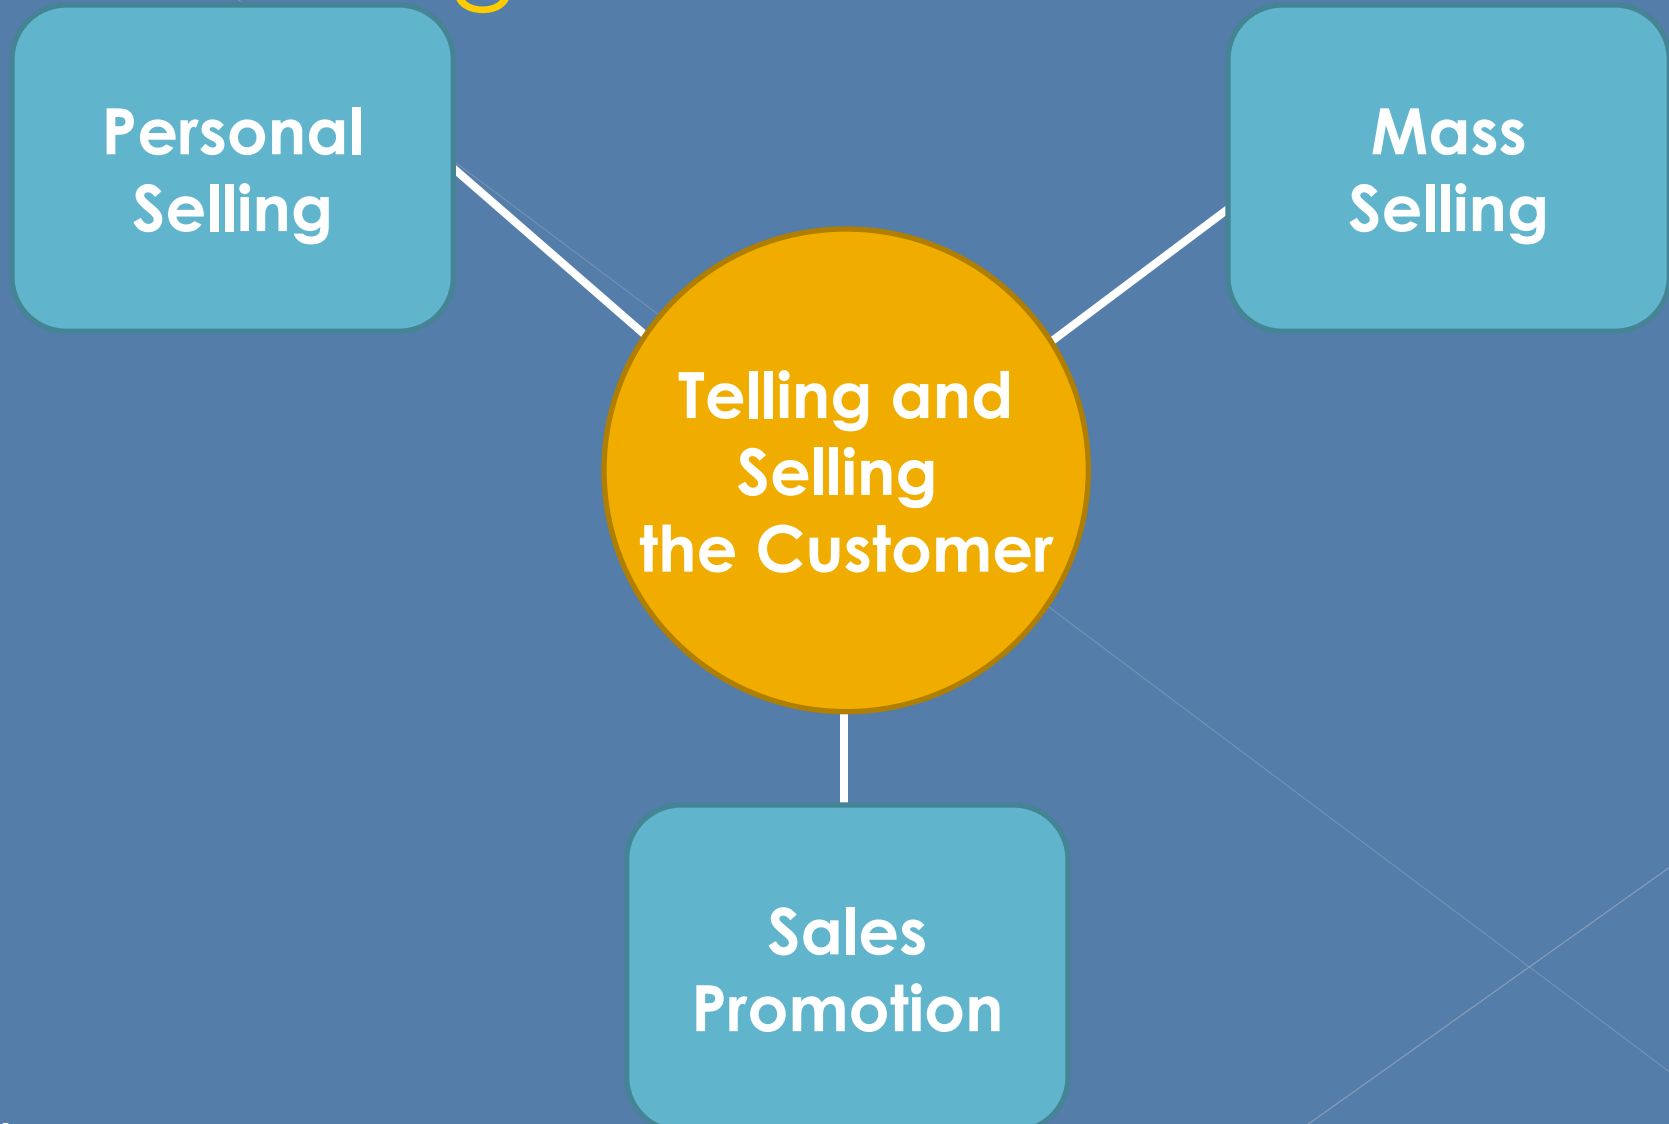 Personal
Selling
Mass
Selling
Telling and
Selling
the Customer
Sales
Promotion